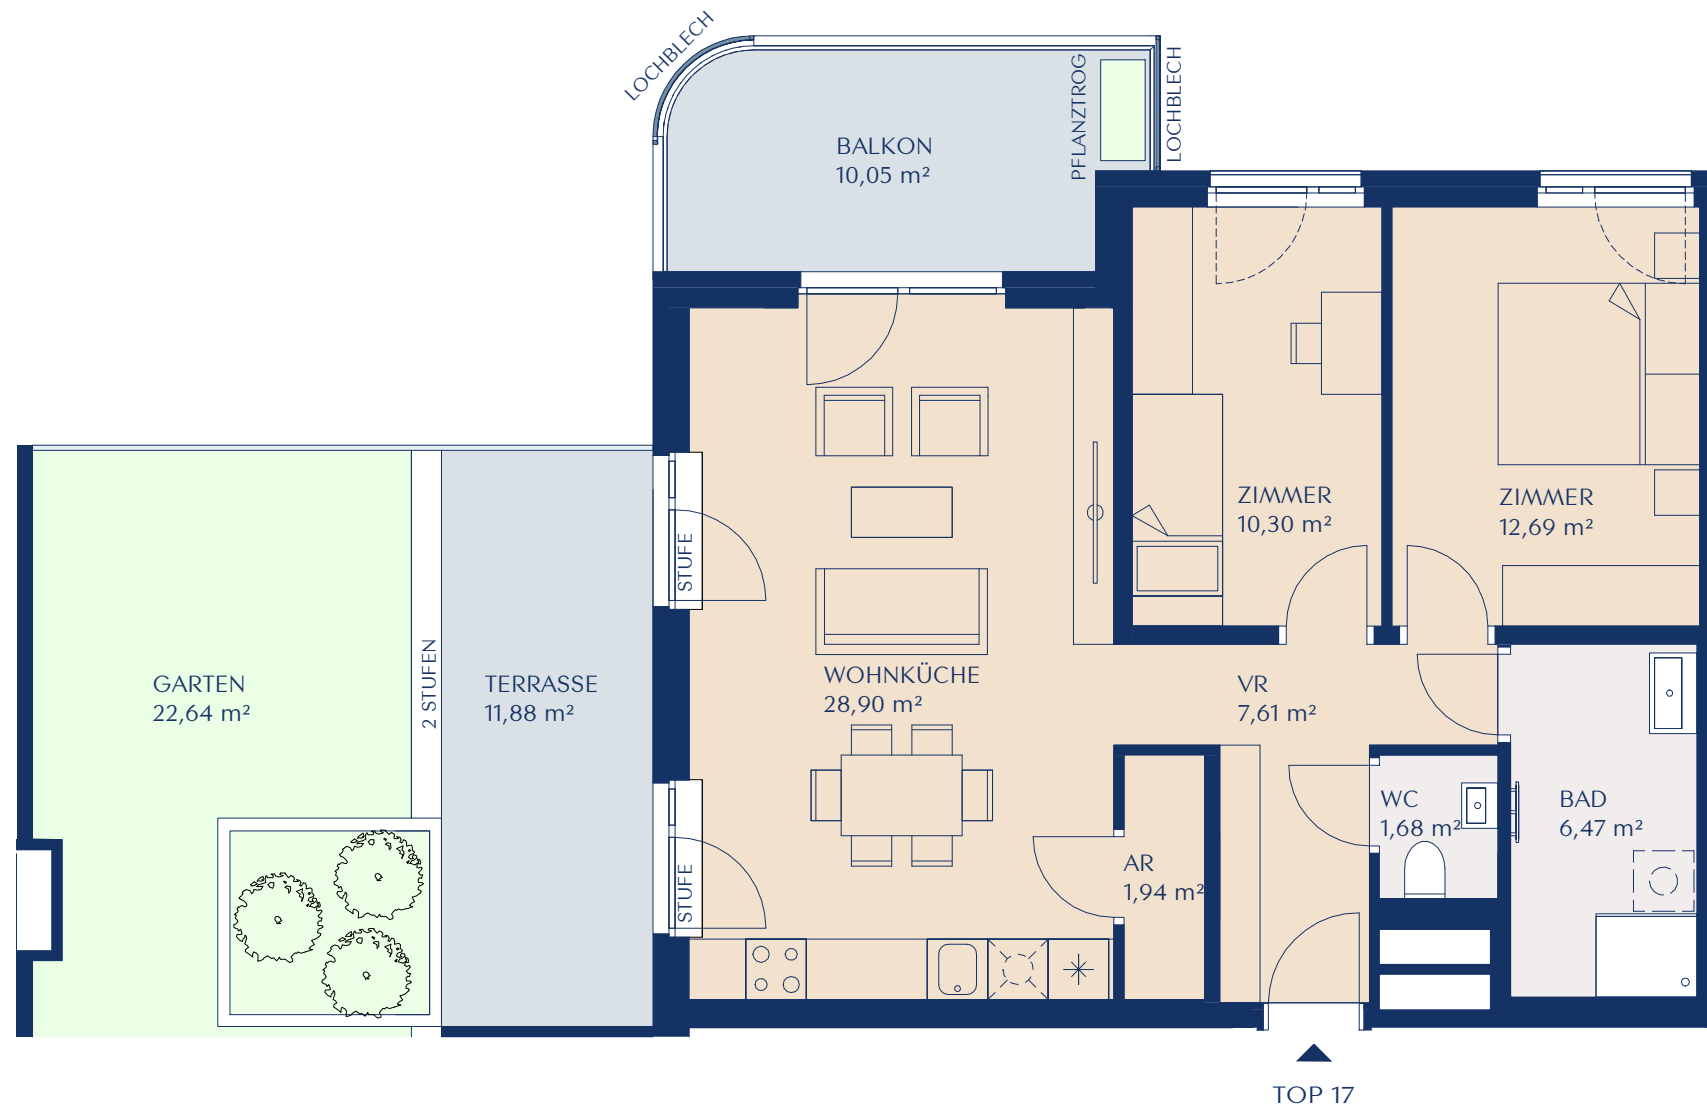 LOCHBLECH
BALKON
10,05 m²
PFLANZTROG
LOCHBLECH
ZIMMER
10,30 m²
ZIMMER
12,69 m²
STUFE
GARTEN
22,64 m²
2 STUFEN
TERRASSE
11,88 m²
WOHNKÜCHE
28,90 m²
VR
7,61 m²
WC
1,68 m²
BAD
6,47 m²
AR
1,94 m²
STUFE
TOP 17